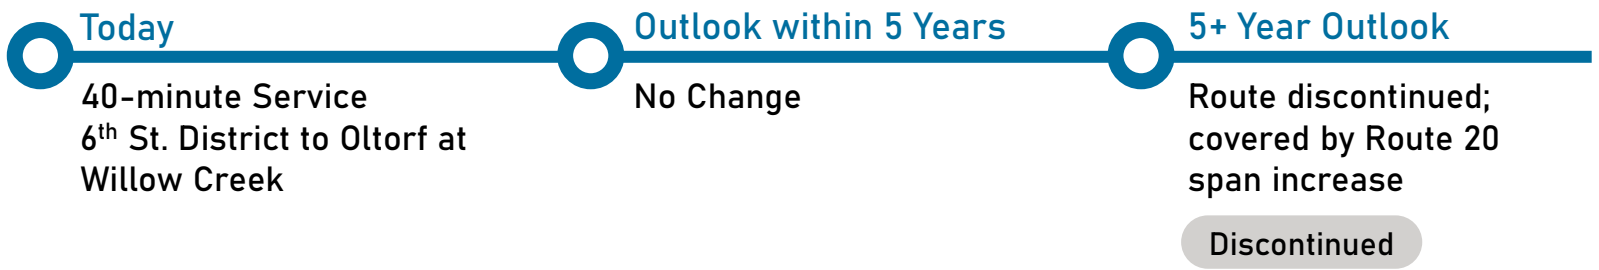 Today
40-minute Service
6th St. District to Oltorf at
Willow Creek
Outlook within 5 Years
No Change
5+ Year Outlook
Route discontinued;
covered by Route 20
span increase
Discontinued